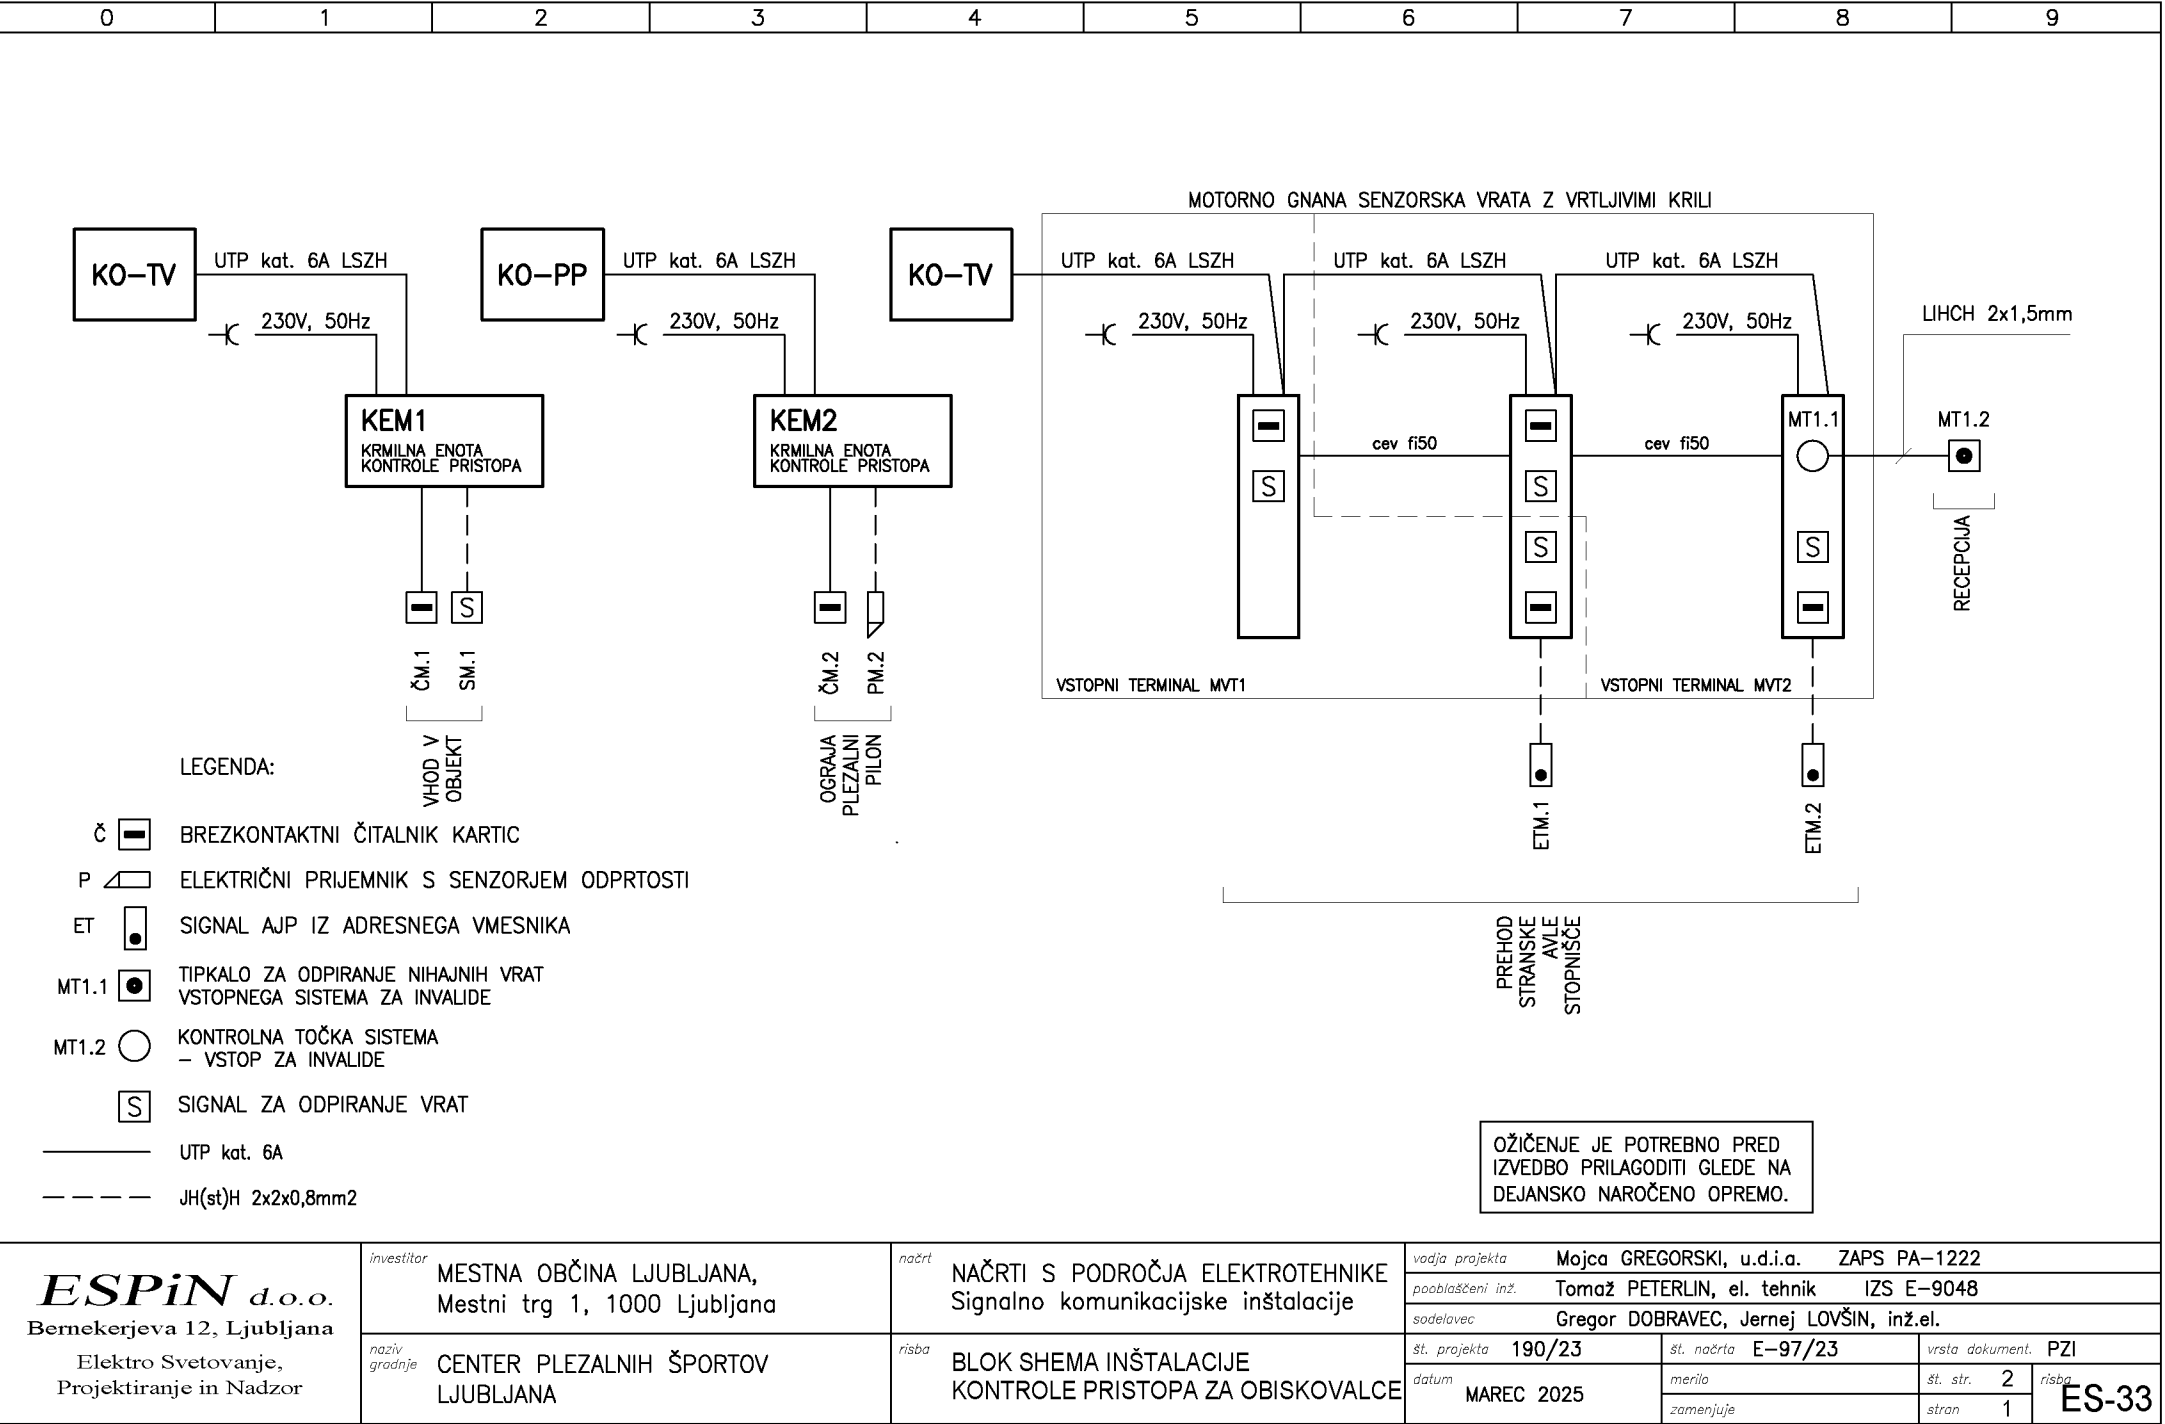 0 1 2 3 4 5 6 7 8 9
MOTORNO GNANA SENZORSKA VRATA Z VRTLJIVIMI KRILI
KO-TV
UTP kat. 6A LSZH
230V, 50Hz
KEM1
KRMILNA ENOTA
KONTROLE PRISTOPA
ČM.1
S
SM.1
VHOD V
OBJEKT
KO-PP
UTP kat. 6A LSZH
230V, 50Hz
KEM2
KRMILNA ENOTA
KONTROLE PRISTOPA
ČM.2
PM.2
OGRAJA
PLEZALNI
PILON
KO-TV
UTP kat. 6A LSZH
230V, 50Hz
S
cev fi50
VSTOPNI TERMINAL MVT1
UTP kat. 6A LSZH
230V, 50Hz
S
S
cev fi50
VSTOPNI TERMINAL MVT2
UTP kat. 6A LSZH
230V, 50Hz
MT1.1
S
LIHCH 2x1,5mm
MT1.2
RECEPCIJA
ETM.1
ETM.2
PREHOD
STRANSKE
AVLE
STOPNIŠČE
LEGENDA:
Č BREZKONTAKTNI ČITALNIK KARTIC
P ELEKTRIČNI PRIJEMNIK S SENZORJEM ODPRTOSTI
ET SIGNAL AJP IZ ADRESNEGA VMESNIKA
MT1.1 TIPKALO ZA ODPIRANJE NIHAJNIH VRAT
VSTOPNEGA SISTEMA ZA INVALIDE
MT1.2 KONTROLNA TOČKA SISTEMA
- VSTOP ZA INVALIDE
S SIGNAL ZA ODPIRANJE VRAT
UTP kat. 6A
JH(st)H 2x2x0,8mm2
OŽIČENJE JE POTREBNO PRED
IZVEDBO PRILAGODITI GLEDE NA
DEJANSKO NAROČENO OPREMO.
ESPiN d.o.o.
Bernekerjeva 12, Ljubljana
Elektro Svetovanje,
Projektiranje in Nadzor
investitor
MESTNA OBČINA LJUBLJANA,
Mestni trg 1, 1000 Ljubljana
naziv
gradnje
CENTER PLEZALNIH ŠPORTOV
LJUBLJANA
načrt
NAČRTI S PODROČJA ELEKTROTEHNIKE
Signalno komunikacijske inštalacije
risba
BLOK SHEMA INŠTALACIJE
KONTROLE PRISTOPA ZA OBISKOVALCE
vodja projekta Mojca GREGORSKI, u.d.i.a. ZAPS PA-1222
pooblaščeni inž. Tomaž PETERLIN, el. tehnik IZS E-9048
sodelavec Gregor DOBRAVEC, Jernej LOVŠIN, inž.el.
št. projekta 190/23 št. načrta E-97/23 vrsta dokument. PZI
datum MAREC 2025
merilo
zamenjuje
št. str. 2
stran 1
risba ES-33